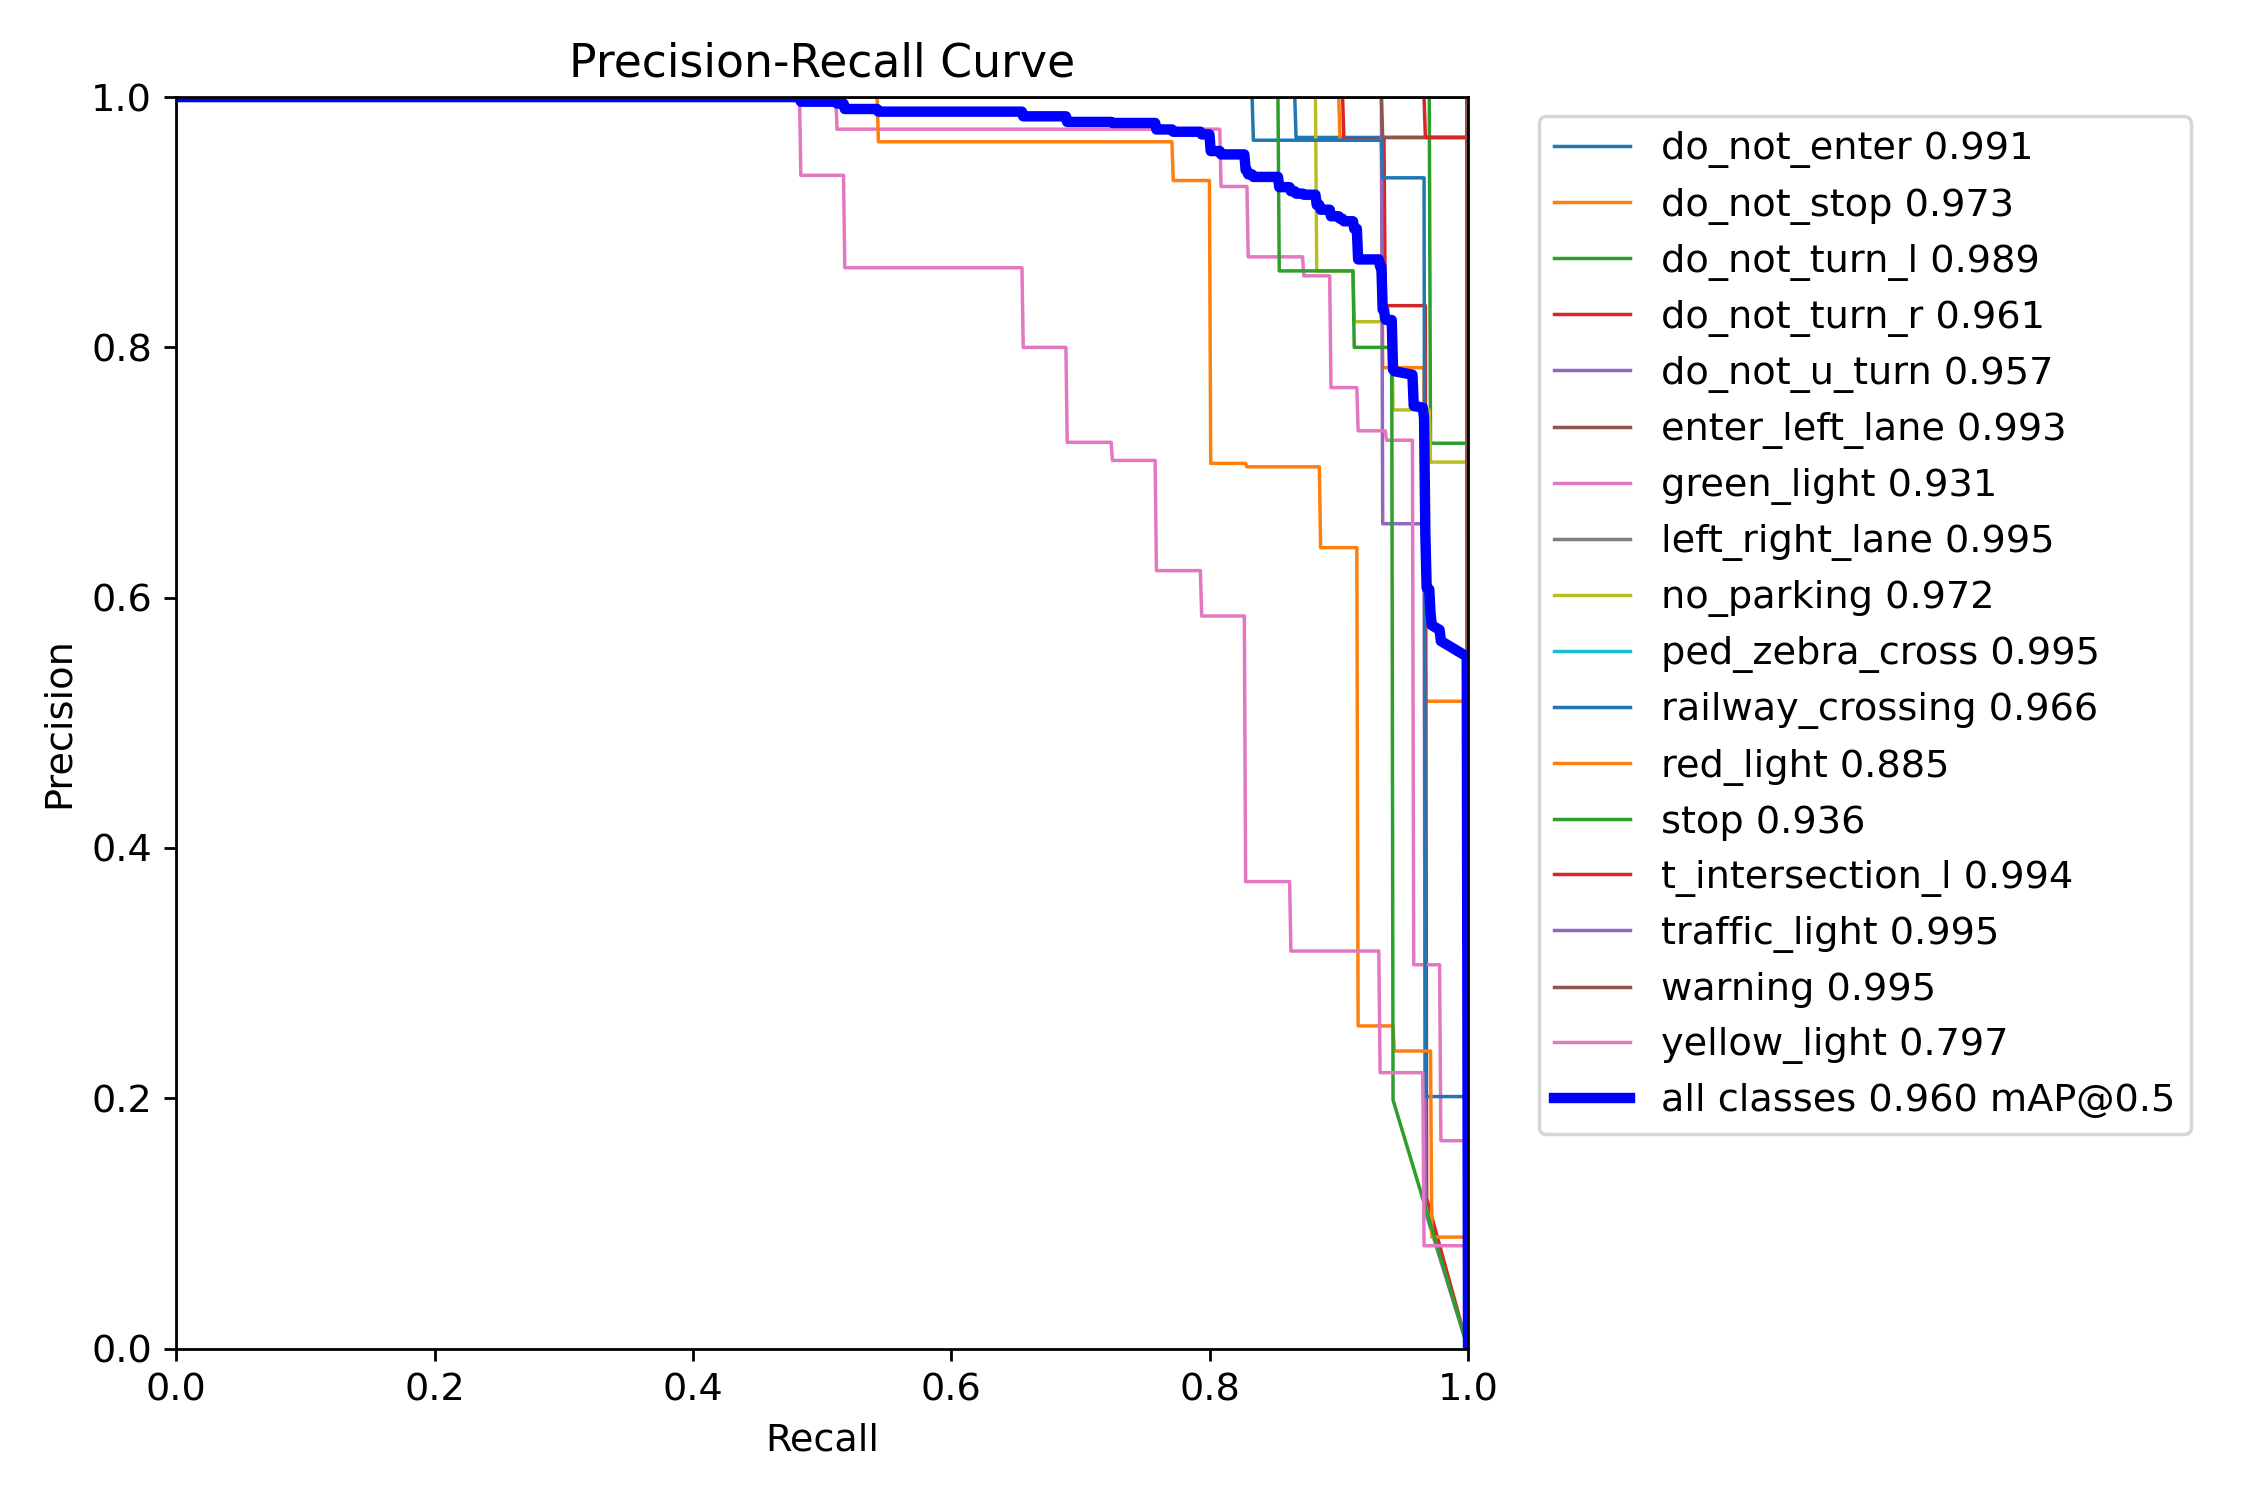 Precision-Recall Curve
1.0
0.8
0.6
0.4
0.2
0.0
Precision
0.0 0.2 0.4 0.6 0.8 1.0
Recall
do_not_enter 0.991
do_not_stop 0.973
do_not_turn_l 0.989
do_not_turn_r 0.961
do_not_u_turn 0.957
enter_left_lane 0.993
green_light 0.931
left_right_lane 0.995
no_parking 0.972
ped_zebra_cross 0.995
railway_crossing 0.966
red_light 0.885
stop 0.936
t_intersection_l 0.994
traffic_light 0.995
warning 0.995
yellow_light 0.797
all classes 0.960 mAP@0.5